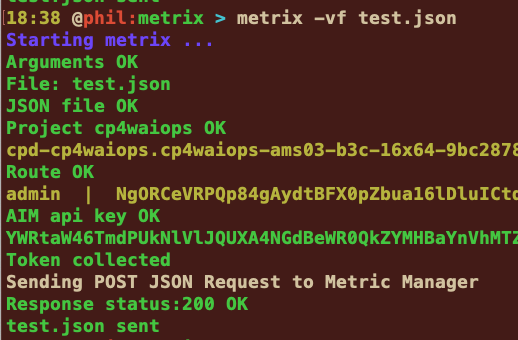 test.json sent
18:38 @phil:metrix > metrix -vf test.json
Starting metrix ...
Arguments OK
File: test.json
JSON file OK
Project cp4waiops OK
cpd-cp4waiops.cp4waiops-ams03-b3c-16x64-9bc2878
Route OK
admin | NgORCeVRPQp84gAydtBFX0pZbua16lDluICtd
AIM api key OK
YWRtaW46TmdPUkNlVlJQUXA4NGdBeWR0QkZYMHBaYnVhMTZ
Token collected
Sending POST JSON Request to Metric Manager
Response status:200 OK
test.json sent